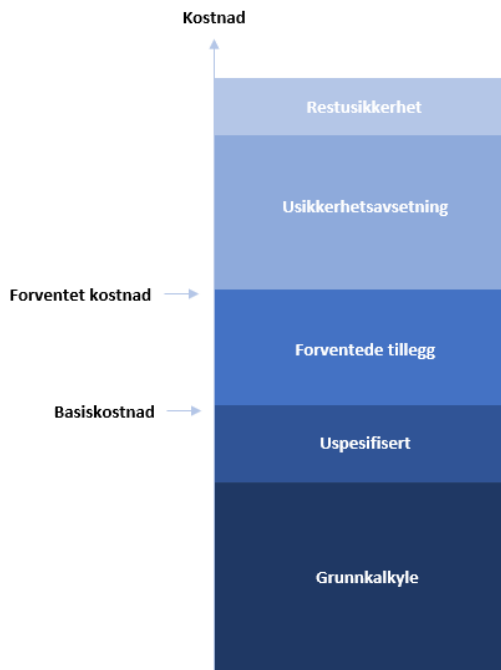 Kostnad
Restusikkerhet
Usikkerhetsavsetning
Forventet kostnad
Forventede tillegg
Basiskostnad
Uspesifisert
Grunnkalkyle